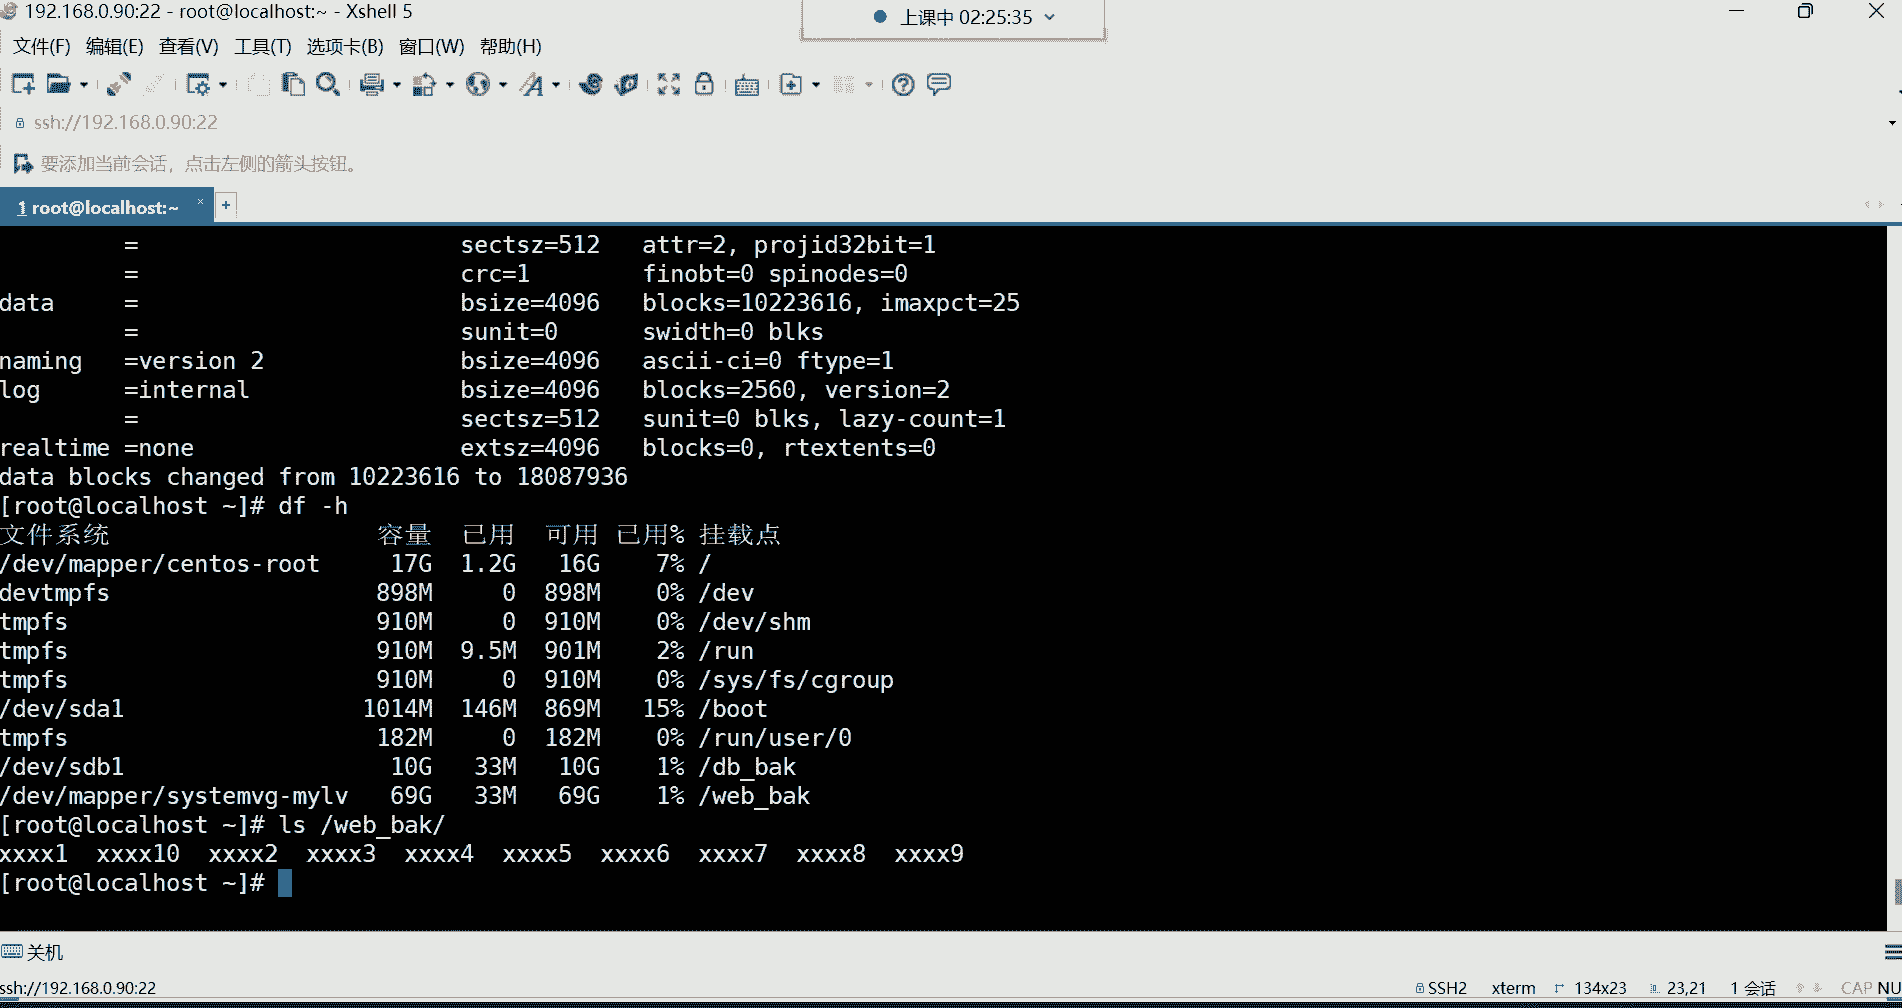 192.168.0.90:22 - root@localhost:~ - Xshell 5
上课中 02:25:35
文件(F) 编辑(E) 查看(V) 工具(T) 选项卡(B) 窗口(W) 帮助(H)
ssh://192.168.0.90:22
要添加当前会话，点击左侧的箭头按钮。
1 root@localhost:~ × +
= sectsz=512 attr=2, projid32bit=1
= crc=1 finobt=0 spinodes=0
data = bsize=4096 blocks=10223616, imaxpct=25
= sunit=0 swidth=0 blks
naming =version 2 bsize=4096 ascii-ci=0 ftype=1
log =internal bsize=4096 blocks=2560, version=2
= sectsz=512 sunit=0 blks, lazy-count=1
realtime =none extsz=4096 blocks=0, rtextents=0
data blocks changed from 10223616 to 18087936
[root@localhost ~]# df -h
文件系统 容量 已用 可用 已用% 挂载点
/dev/mapper/centos-root 17G 1.2G 16G 7% /
devtmpfs 898M 0 898M 0% /dev
tmpfs 910M 0 910M 0% /dev/shm
tmpfs 910M 9.5M 901M 2% /run
tmpfs 910M 0 910M 0% /sys/fs/cgroup
/dev/sda1 1014M 146M 869M 15% /boot
tmpfs 182M 0 182M 0% /run/user/0
/dev/sdb1 10G 33M 10G 1% /db_bak
/dev/mapper/systemvg-mylv 69G 33M 69G 1% /web_bak
[root@localhost ~]# ls /web_bak/
xxxx1 xxxx10 xxxx2 xxxx3 xxxx4 xxxx5 xxxx6 xxxx7 xxxx8 xxxx9
[root@localhost ~]#
关机
ssh://192.168.0.90:22 SSH2 xterm 134x23 23,21 1 会话 CAP NU